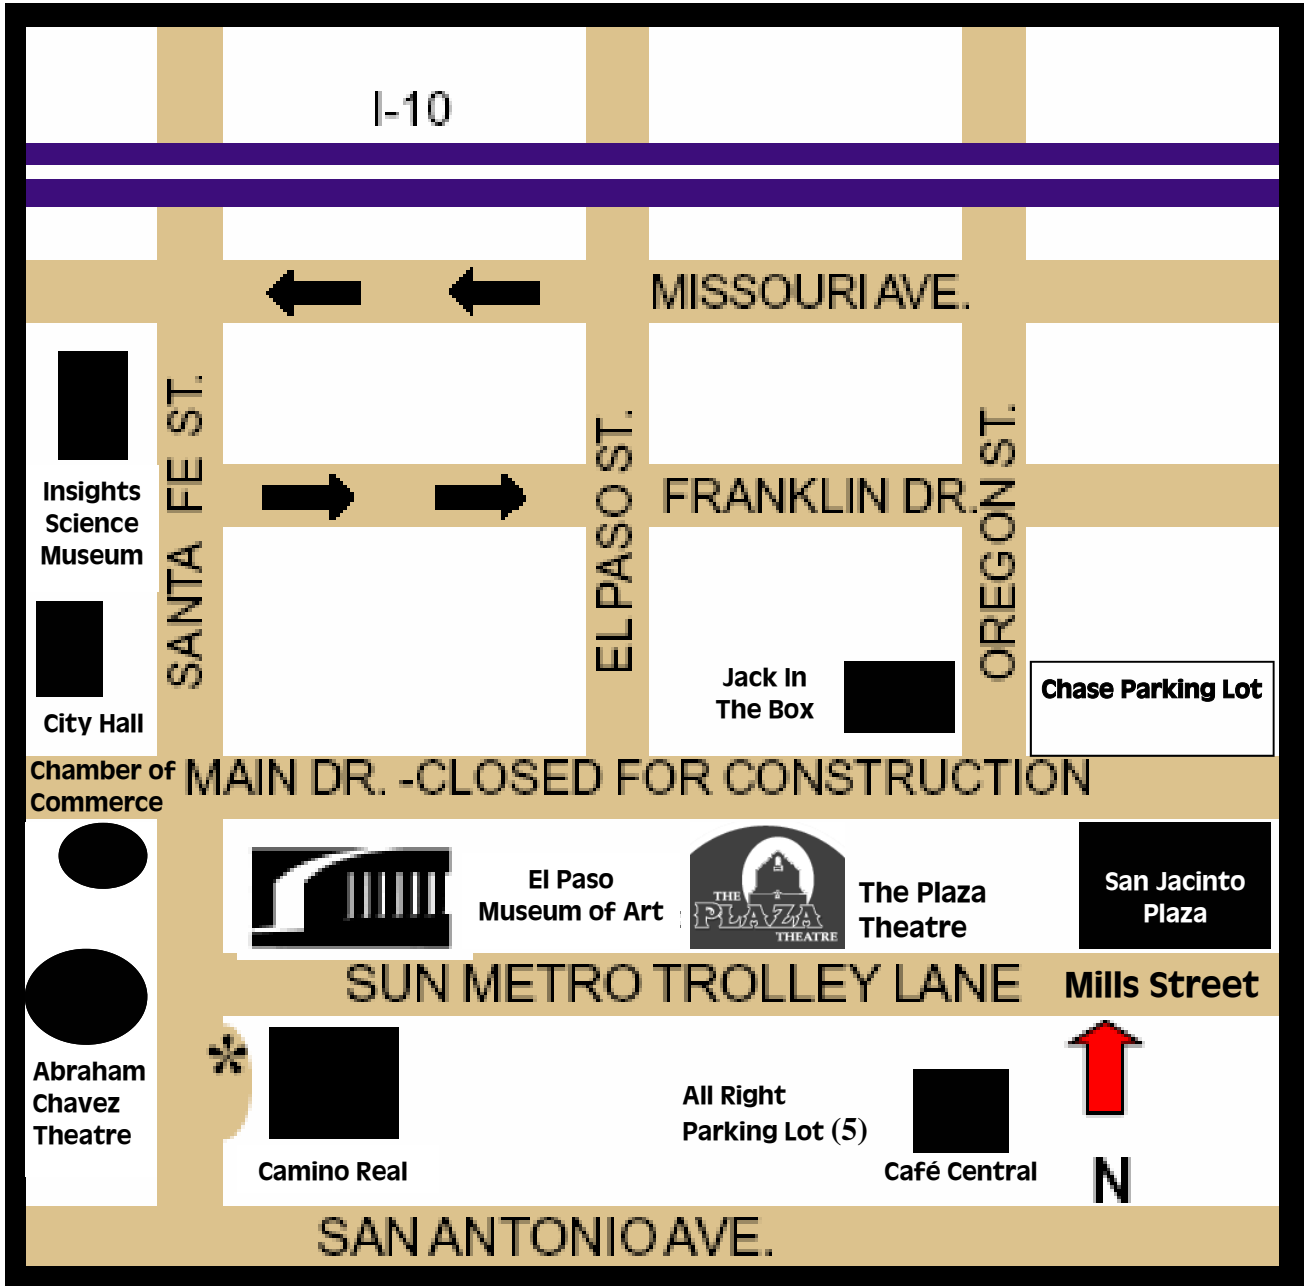 I-10
MISSOURI AVE.
SANTA FE ST.
EL PASO ST.
OREGON ST.
Insights
Science
Museum
FRANKLIN DR.
City Hall
Jack In
The Box
Chase Parking Lot
Chamber of
Commerce
MAIN DR. -CLOSED FOR CONSTRUCTION
El Paso
Museum of Art
THE
PLAZA
THEATRE
The Plaza
Theatre
San Jacinto
Plaza
SUN METRO TROLLEY LANE
Mills Street
*
Abraham
Chavez
Theatre
Camino Real
All Right
Parking Lot (5)
Café Central
N
SAN ANTONIO AVE.